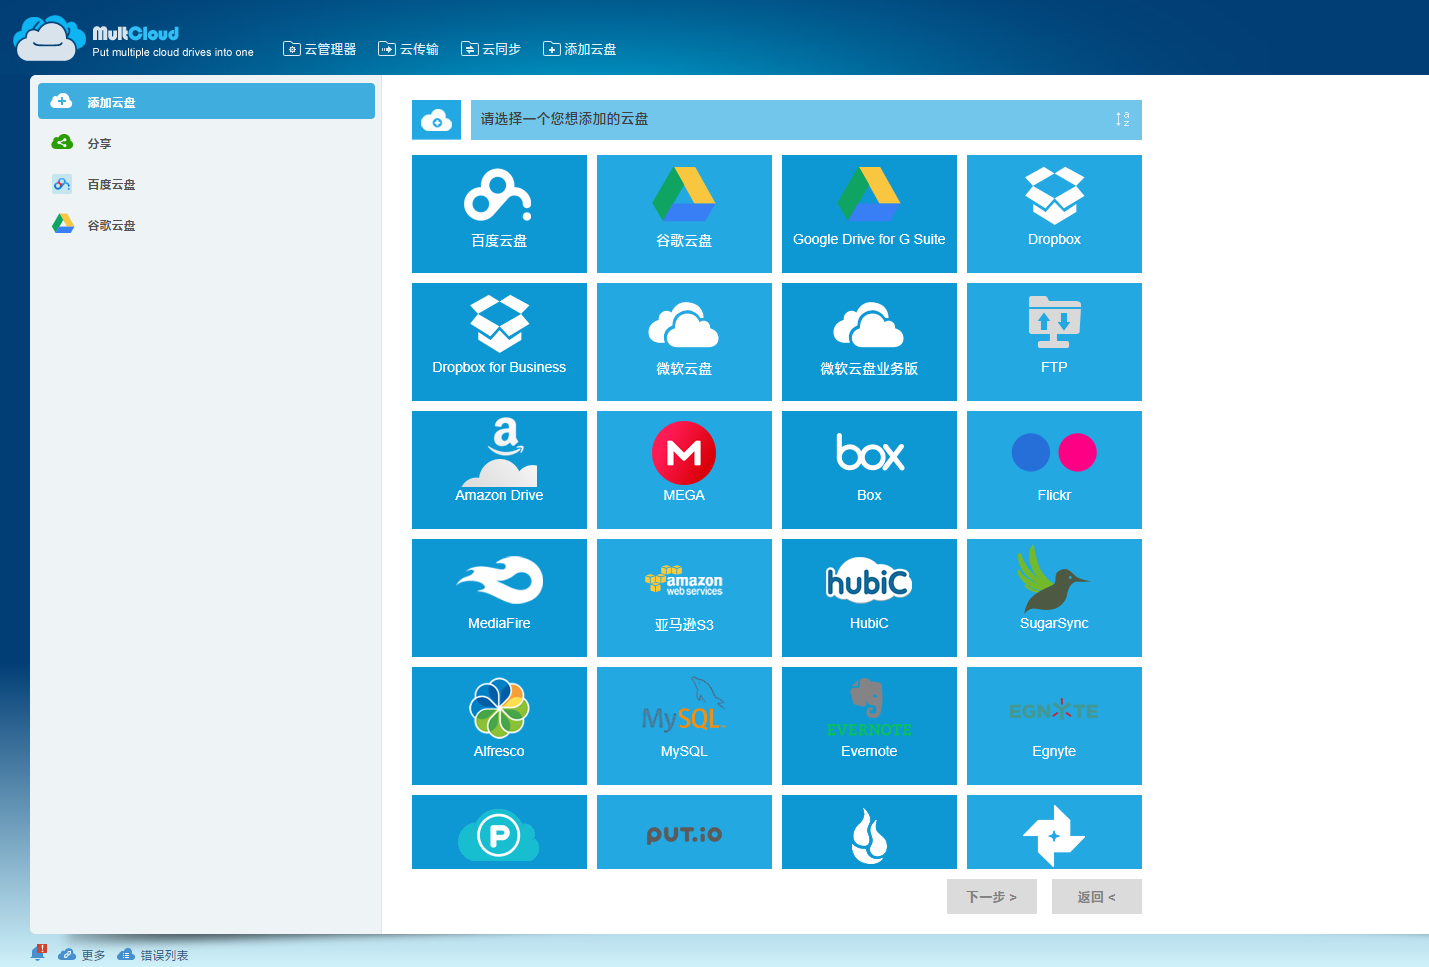 MultCloud
Put multiple cloud drives into one
云管理器 云传输 云同步 添加云盘
添加云盘
分享
百度云盘
谷歌云盘
请选择一个您想添加的云盘
a
z
百度云盘 谷歌云盘 Google Drive for G Suite Dropbox
Dropbox for Business 微软云盘 微软云盘业务版 FTP
a
Amazon Drive
M
MEGA
box
Box
Flickr
MediaFire
amazon
web services
亚马逊S3
hubiC
HubiC
SugarSync
Alfresco
MySQL
MySQL
EVERNOTE
Evernote
EGNYTE
Egnyte
P
PUT.iO
下一步 > 返回 <
! 更多 错误列表